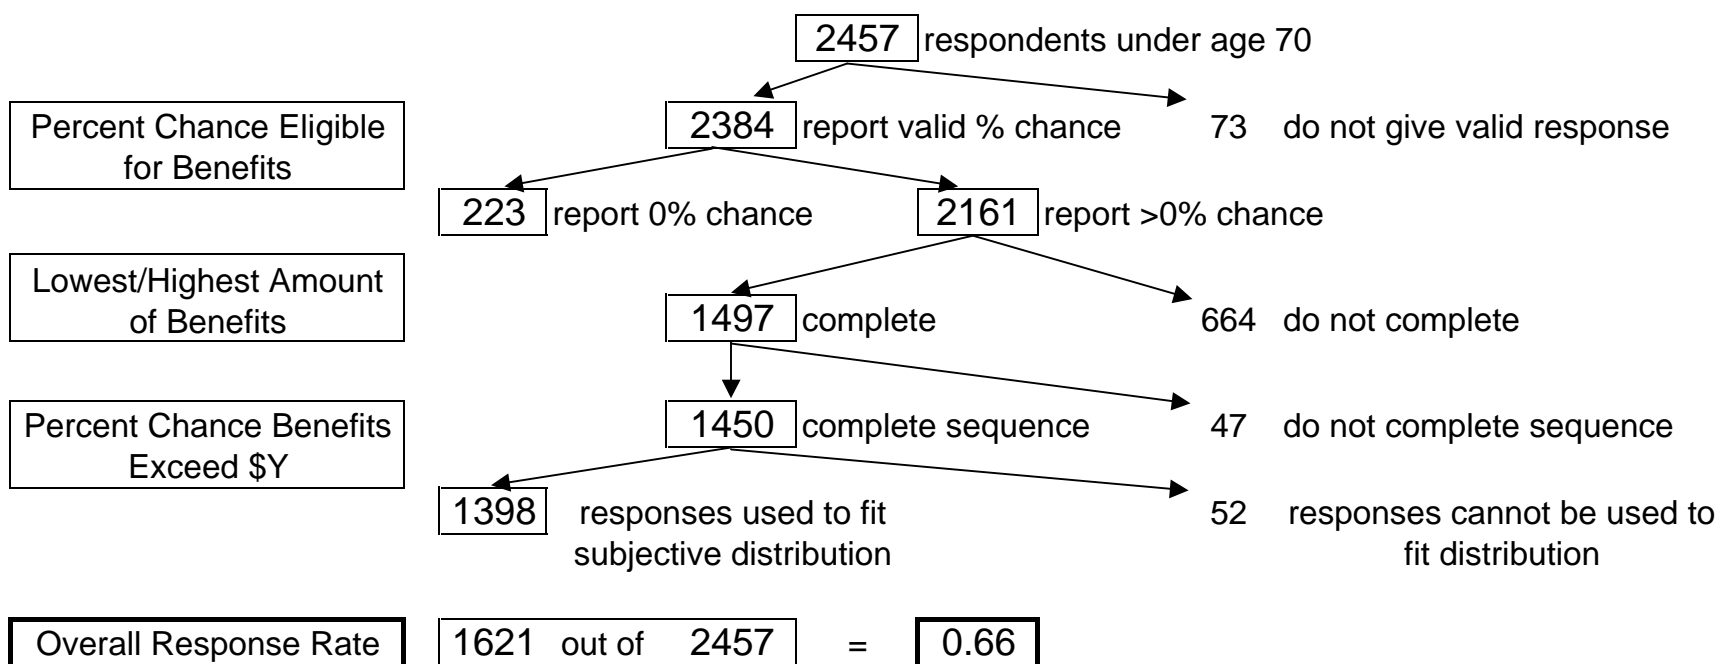 2457 respondents under age 70
Percent Chance Eligible
for Benefits
2384 report valid % chance 73 do not give valid response
223 report 0% chance 2161 report >0% chance
Lowest/Highest Amount
of Benefits
1497 complete 664 do not complete
Percent Chance Benefits
Exceed $Y
1450 complete sequence 47 do not complete sequence
1398 responses used to fit
subjective distribution
52 responses cannot be used to
fit distribution
Overall Response Rate 1621 out of 2457 = 0.66